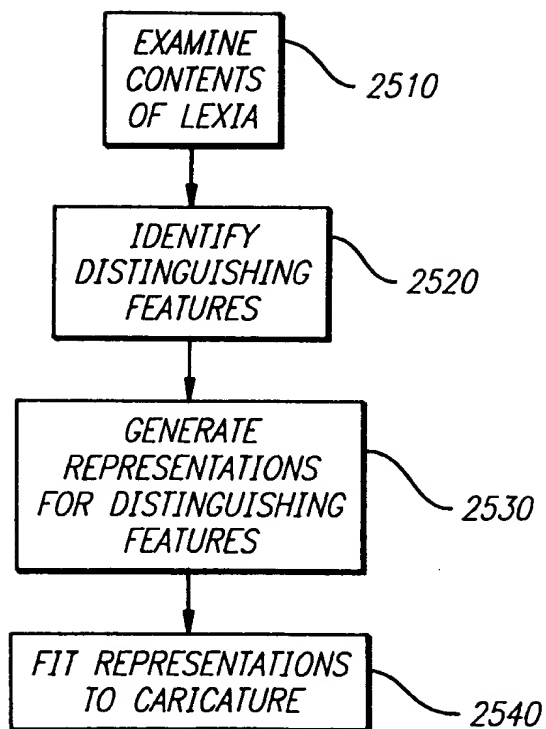 EXAMINE
CONTENTS
OF LEXIA
2510
IDENTIFY
DISTINGUISHING
FEATURES
2520
GENERATE
REPRESENTATIONS
FOR DISTINGUISHING
FEATURES
2530
FIT REPRESENTATIONS
TO CARICATURE
2540